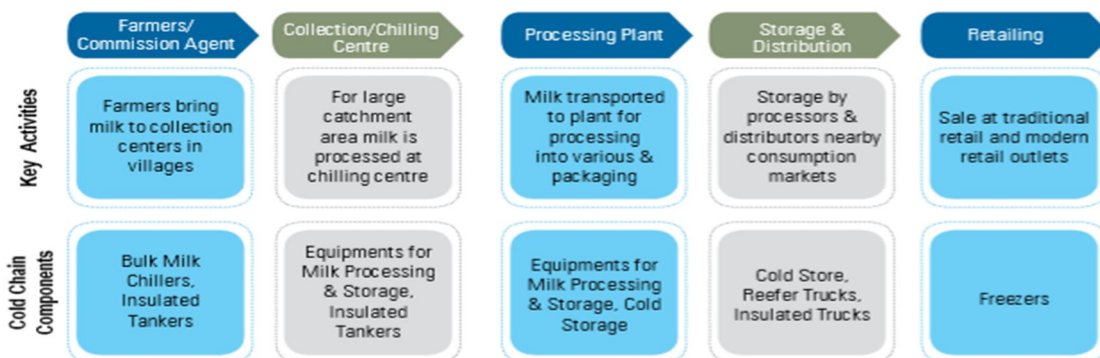 Farmers/
Commission Agent
Collection/Chilling
Centre
Processing Plant
Storage &
Distribution
Retailing
Key Activities
Farmers bring
milk to collection
centers in
villages
For large
catchment
area milk is
processed at
chilling centre
Milk transported
to plant for
processing
into various &
packaging
Storage by
processors &
distributors nearby
consumption
markets
Sale at traditional
retail and modern
retail outlets
Cold Chain
Components
Bulk Milk
Chillers,
Insulated
Tankers
Equipments for
Milk Processing
& Storage,
Insulated
Tankers
Equipments for
Milk Processing
& Storage, Cold
Storage
Cold Store,
Reefer Trucks,
Insulated Trucks
Freezers